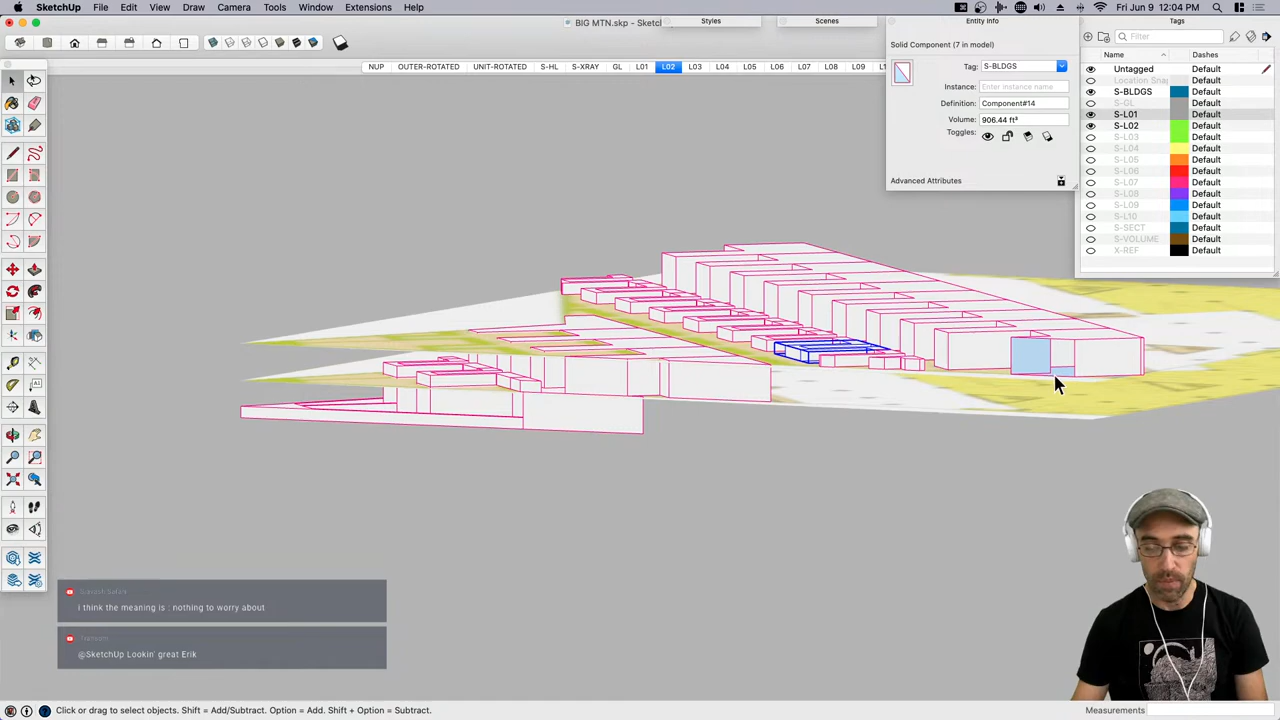 SketchUp File Edit View Camera Draw Tools Window Extensions Help
Fri Jun 9 12:04 PM
BIG MTN.skp - Sketch
Styles
Scenes
Entity Info
Tags
NUP OUTER-ROTATED UNIT-ROTATED S-HL S-XRAY GL L01 L02 L03 L04 L05 L06 L07 L08 L09
Solid Component (7 in model)
Tag: S-BLDGS
Instance: Enter instance name
Definition: Component#14
Volume: 906.44 ft³
Toggles:
Advanced Attributes
Filter
Name Dashes
Untagged Default
Location Snap Default
S-BLDGS Default
S-GL Default
S-L01 Default
S-L02 Default
S-L03 Default
S-L04 Default
S-L05 Default
S-L06 Default
S-L07 Default
S-L08 Default
S-L09 Default
S-L10 Default
S-SECT Default
S-VOLUME Default
X-REF Default
i think the meaning is : nothing to worry about
@SketchUp Lookin' great Erik
Click or drag to select objects. Shift = Add/Subtract. Option = Add. Shift + Option = Subtract.
Measurements